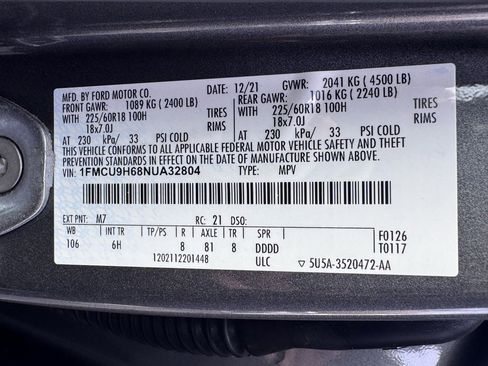 MFD. BY FORD MOTOR CO. 12/21 GVWR: 2041 KG ( 4500 LB)
FRONT GAWR: 1089 KG ( 2400 LB) REAR GAWR: 1016 KG ( 2240 LB)
WITH 225/60R18 100H TIRES WITH 225/60R18 100H TIRES
18x7.0J RIMS 18x7.0J RIMS
AT 230 kPa/ 33 PSI COLD AT 230 kPa/ 33 PSI COLD
THIS VEHICLE CONFORMS TO ALL APPLICABLE FEDERAL MOTOR VEHICLE SAFETY AND THEFT PREVENTION STANDARDS IN EFFECT ON THE DATE OF MANUFACTURE SHOWN ABOVE.
VIN: 1FMCU9H68NUA32804 TYPE: MPV
EXT PNT: M7 RC: 21 DSO:
WB INT TR TP/PS R AXLE TR SPR F0126
106 6H 8 81 8 DDDD T0117
1202112201448 ULC ▽ 5U5A-3520472-AA